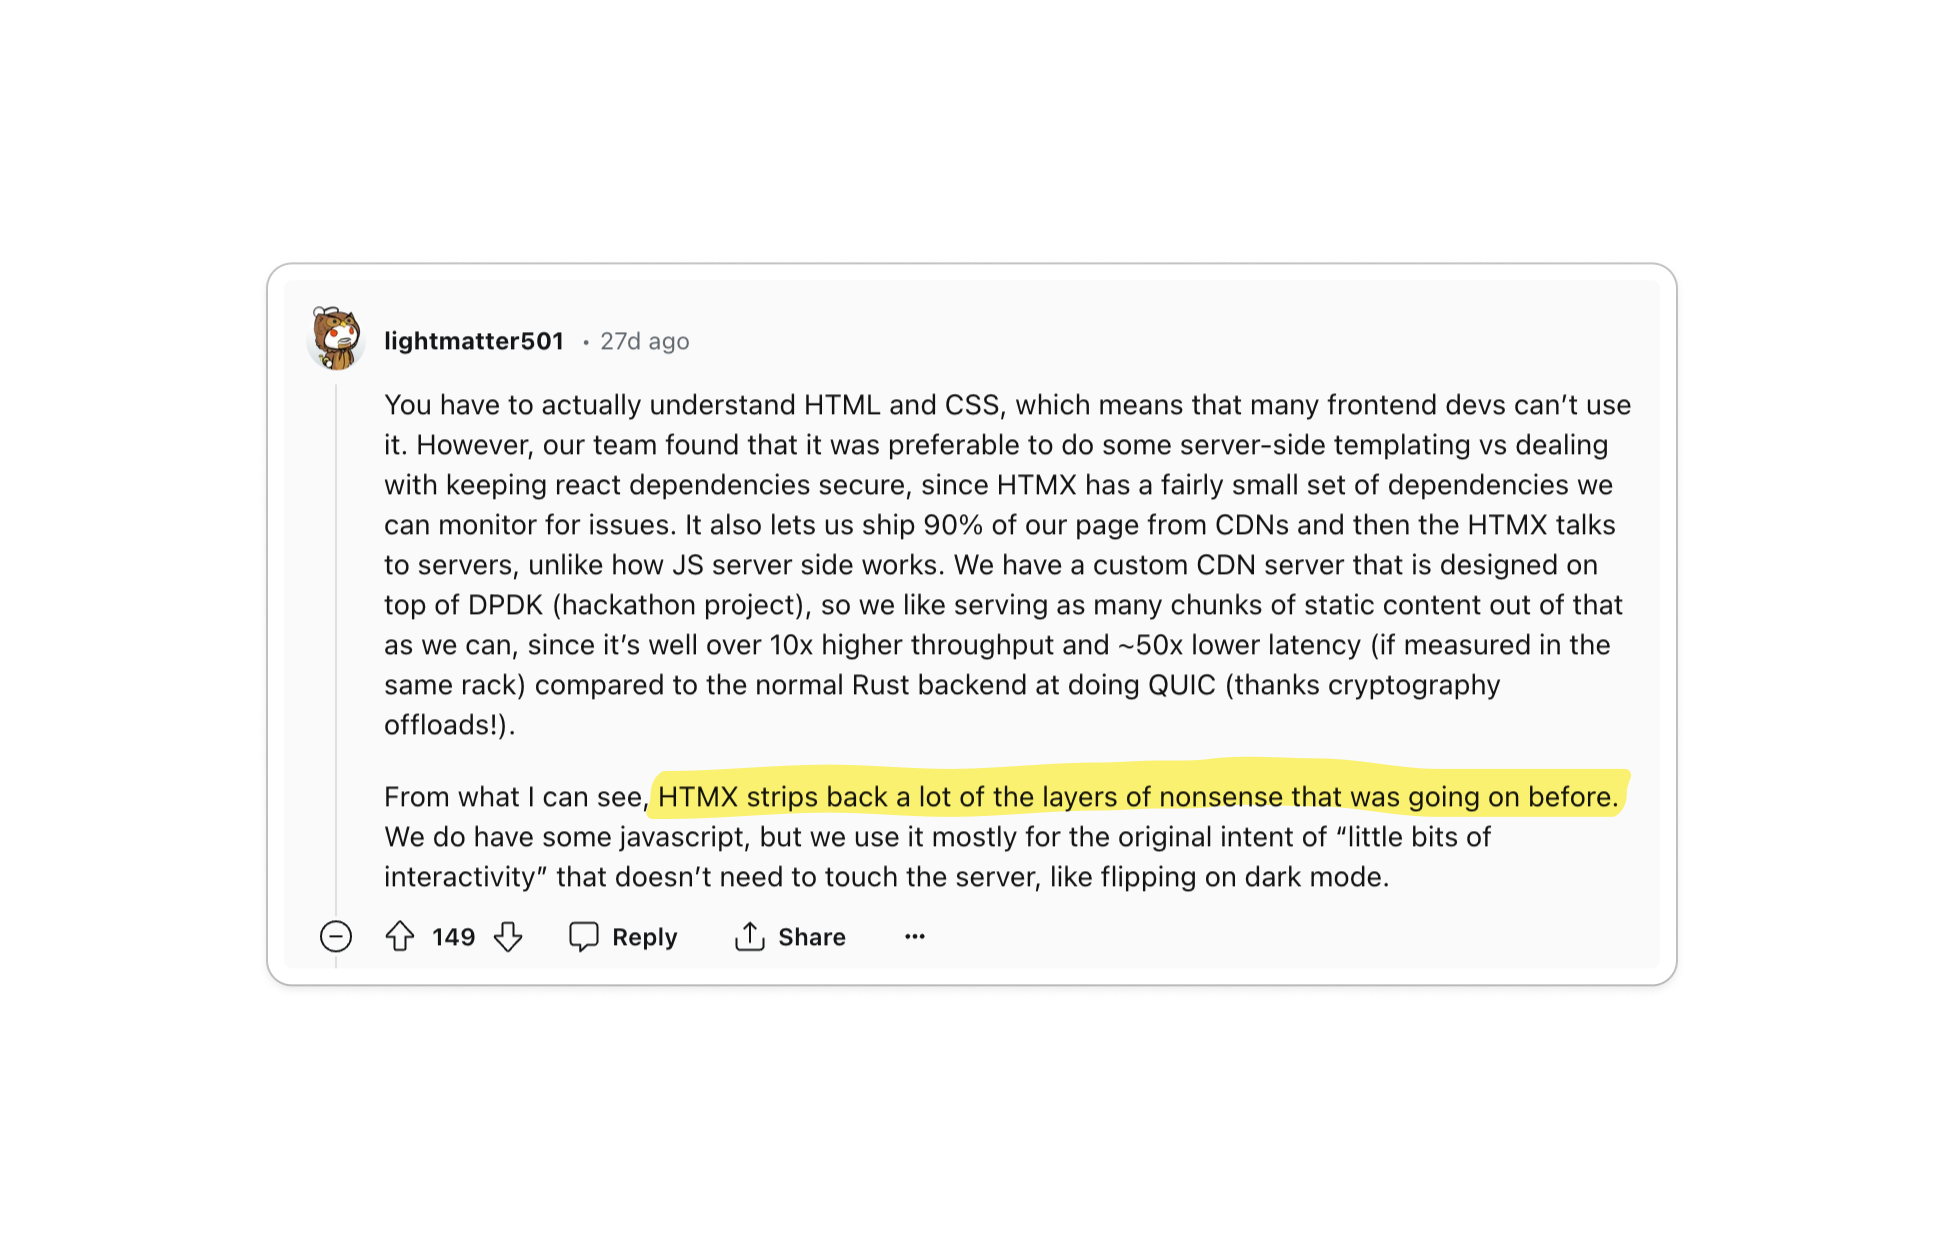 lightmatter501 • 27d ago
You have to actually understand HTML and CSS, which means that many frontend devs can’t use
it. However, our team found that it was preferable to do some server-side templating vs dealing
with keeping react dependencies secure, since HTMX has a fairly small set of dependencies we
can monitor for issues. It also lets us ship 90% of our page from CDNs and then the HTMX talks
to servers, unlike how JS server side works. We have a custom CDN server that is designed on
top of DPDK (hackathon project), so we like serving as many chunks of static content out of that
as we can, since it’s well over 10x higher throughput and ~50x lower latency (if measured in the
same rack) compared to the normal Rust backend at doing QUIC (thanks cryptography
offloads!).
From what I can see, HTMX strips back a lot of the layers of nonsense that was going on before.
We do have some javascript, but we use it mostly for the original intent of “little bits of
interactivity” that doesn’t need to touch the server, like flipping on dark mode.
149 Reply Share ...